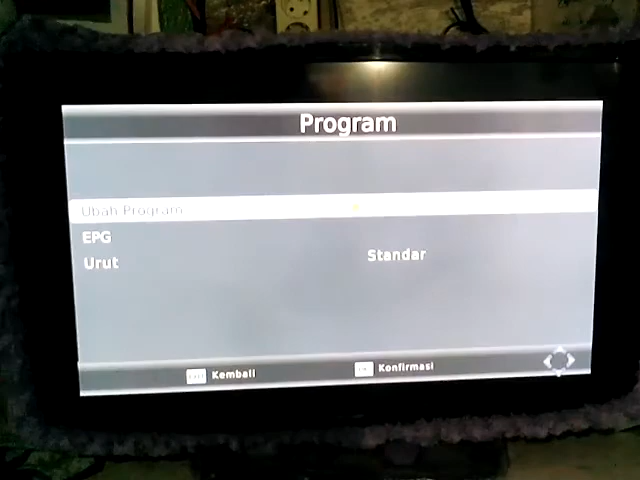 Program
Ubah Program
EPG
Urut Standar
Kembali Konfirmasi